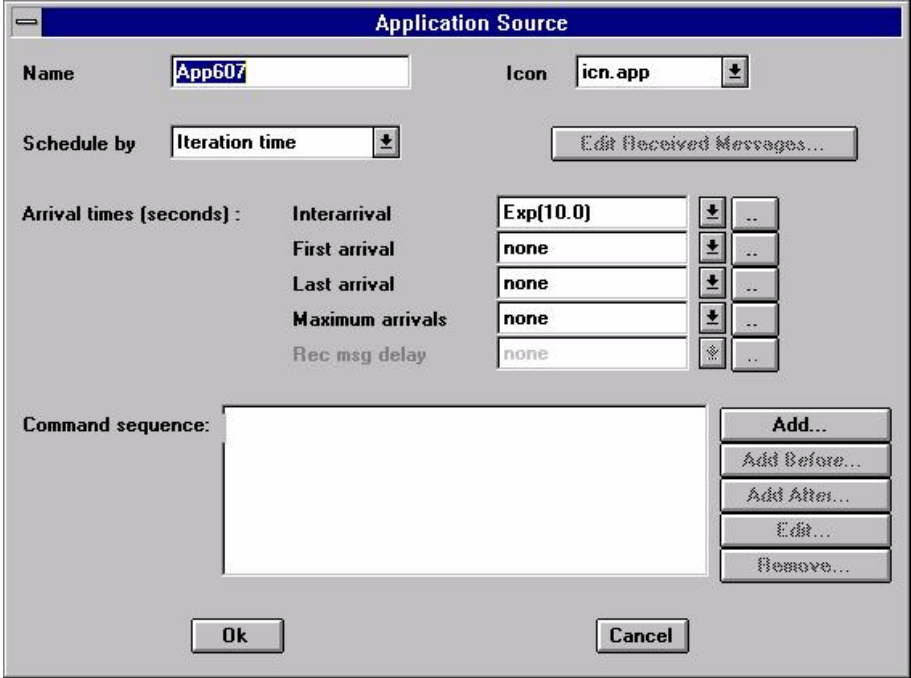 Application Source
Name App607 Icon icn.app
Schedule by Iteration time Edit Received Messages...
Arrival times (seconds) : Interarrival Exp(10.0) ..
First arrival none ..
Last arrival none ..
Maximum arrivals none ..
Rec msg delay none ..
Command sequence: Add...
Add Before...
Add After...
Edit...
Remove...
Ok Cancel